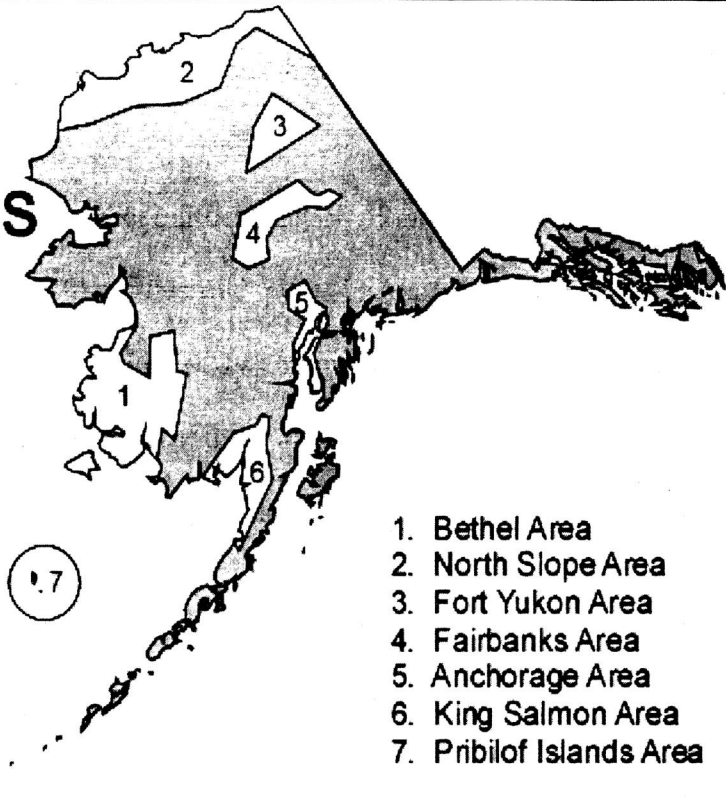 2
3
S
4
5
1
6
7
1. Bethel Area
2. North Slope Area
3. Fort Yukon Area
4. Fairbanks Area
5. Anchorage Area
6. King Salmon Area
7. Pribilof Islands Area